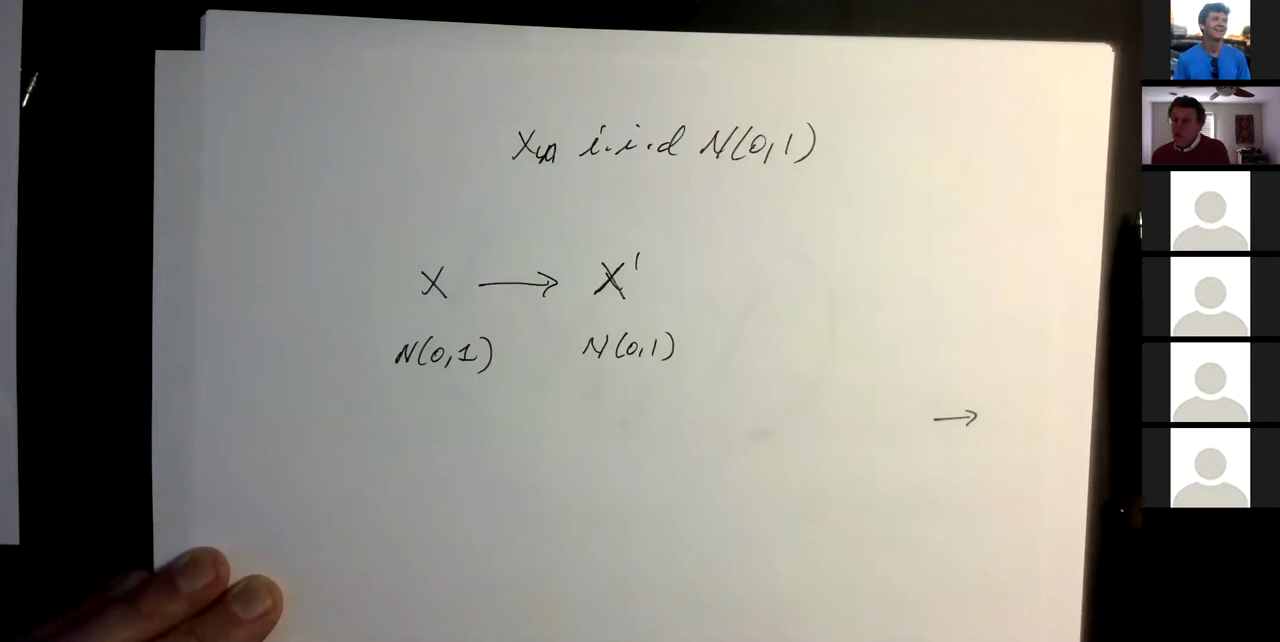 i.i.d N(0,1)
X → X'
N(0,1) N(0,1)
→